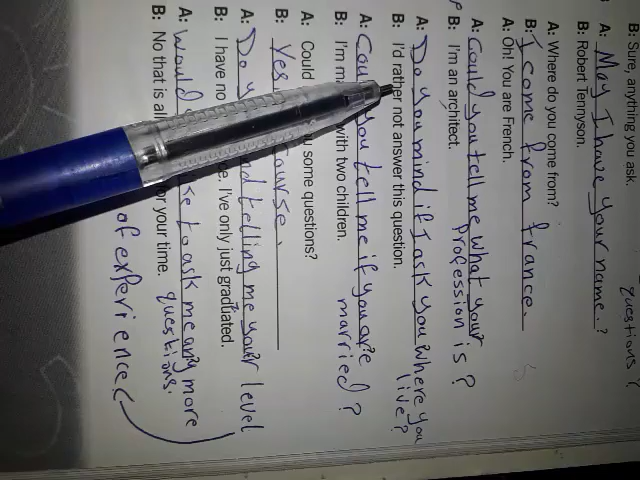 questions?
B: Sure, anything you ask.
A: May I have your name?
B: Robert Tennyson.
A: Where do you come from?
B: I come from france.
A: Oh! You are French.
A: Could you tell me what your
profession is?
B: I'm an architect.
A: Do you mind if I ask you where you
live?
B: I'd rather not answer this question.
A: Cou you tell me if you are
married?
B: I'm ma with two children.
A: Could you some questions?
B: Yes, course.
A: Do y nd telling me your level
of experience
B: I have no e. I've only just graduated.
A: Would ke to ask me any more
questions.
B: No that is all for your time.